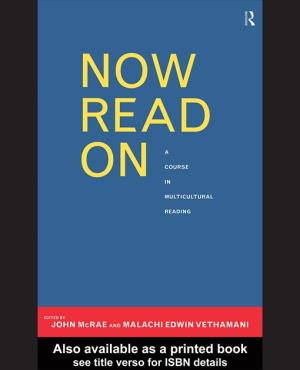 R
NOW
READ
ON
A
COURSE
IN
MULTICULTURAL
READING
EDITED BY
JOHN McRAE AND MALACHI EDWIN VETHAMANI
Also available as a printed book
see title verso for ISBN details